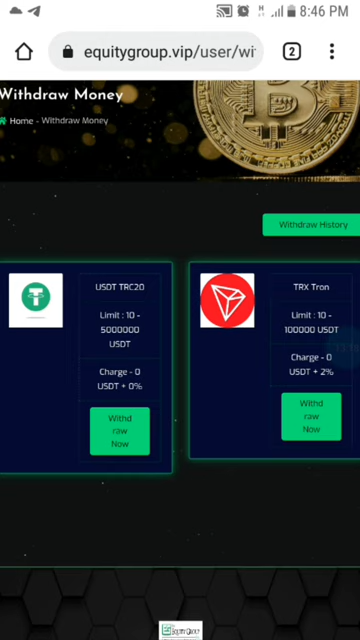 8:46 PM
equitygroup.vip/user/wi
2
Withdraw Money
Home - Withdraw Money
Withdraw History
USDT TRC20
Limit : 10 -
5000000
USDT
Charge - 0
USDT + 0%
Withd
raw
Now
TRX Tron
Limit : 10 -
100000 USDT
Charge - 0
USDT + 2%
Withd
raw
Now